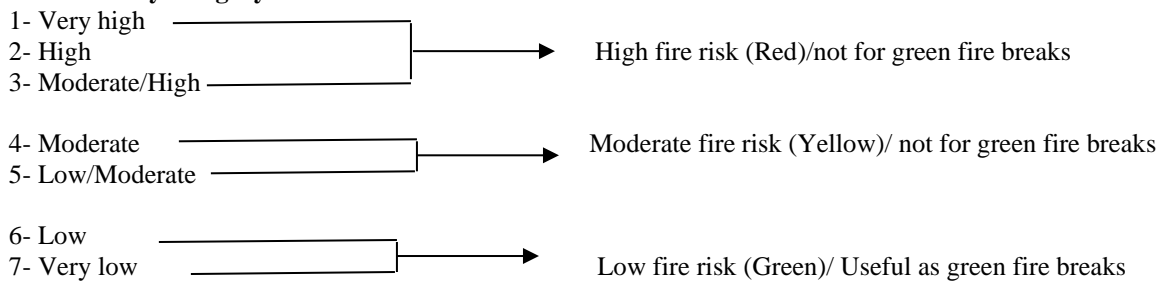 1- Very high
2- High
3- Moderate/High
High fire risk (Red)/not for green fire breaks
4- Moderate
5- Low/Moderate
Moderate fire risk (Yellow)/ not for green fire breaks
6- Low
7- Very low
Low fire risk (Green)/ Useful as green fire breaks